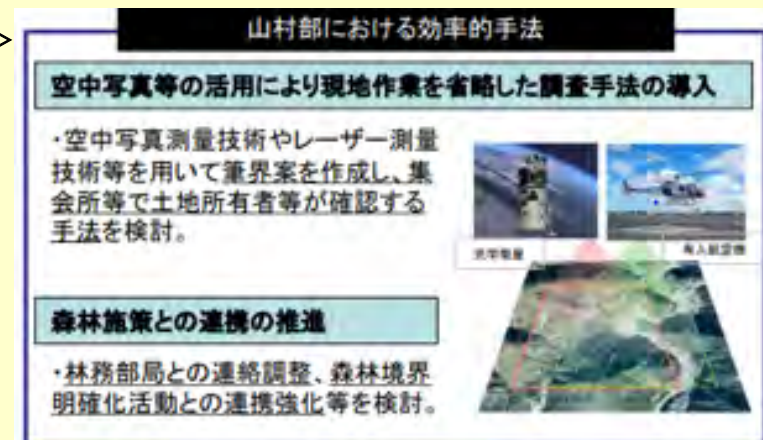 山村部における効率的手法
空中写真等の活用により現地作業を省略した調査手法の導入
・空中写真測量技術やレーザー測量
技術等を用いて筆界案を作成し、集
会所等で土地所有者等が確認する
手法を検討。
有人航空機
森林施策との連携の推進
・林務部局との連絡調整、森林境界
明確化活動との連携強化等を検討。